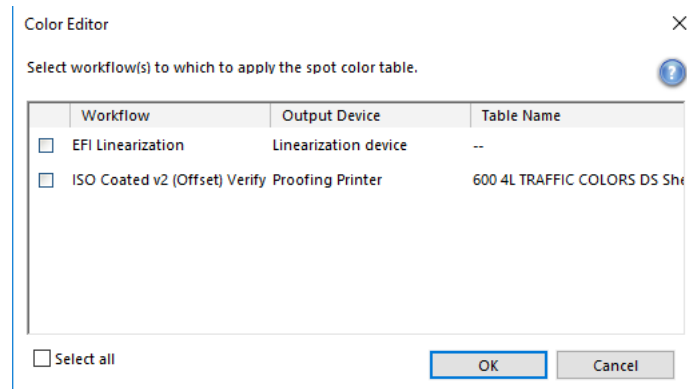 Color Editor
Select workflow(s) to which to apply the spot color table.
?
Workflow Output Device Table Name
EFI Linearization Linearization device --
ISO Coated v2 (Offset) Verify Proofing Printer 600 4L TRAFFIC COLORS DS She
Select all OK Cancel